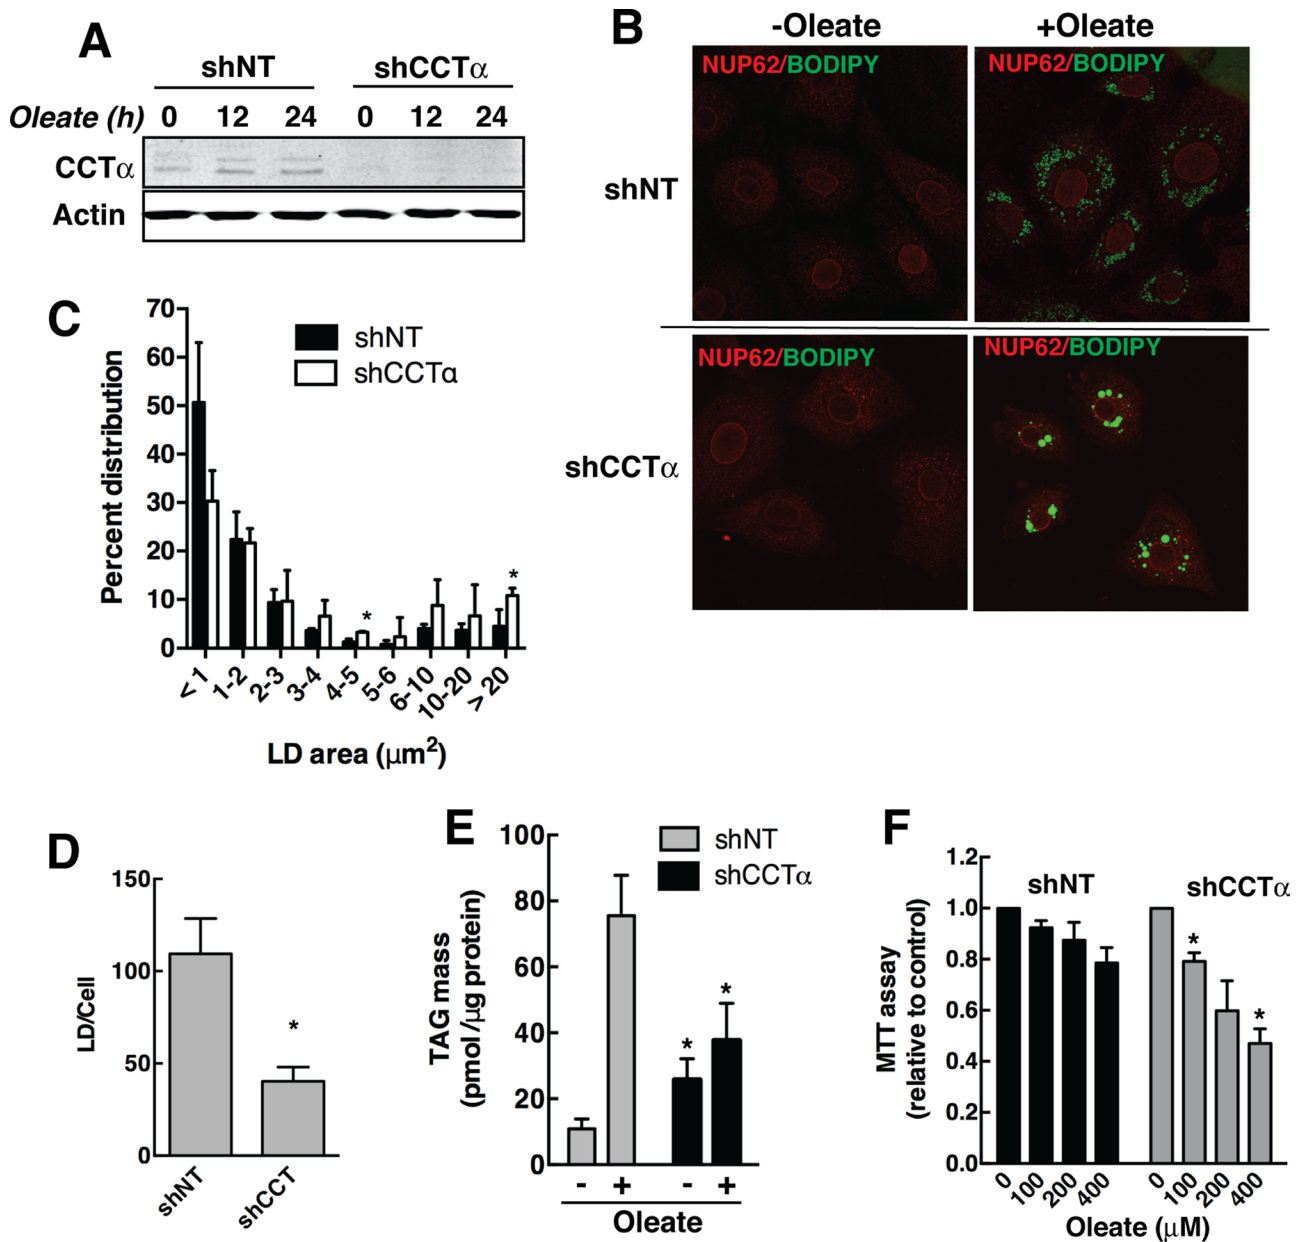 A
shNT shCCTα
Oleate (h) 0 12 24 0 12 24
CCTα
Actin
B
-Oleate +Oleate
NUP62/BODIPY NUP62/BODIPY
shNT
NUP62/BODIPY NUP62/BODIPY
shCCTα
C
70
60
50
40
30
20
10
0
Percent distribution
shNT
shCCTα
* *
< 1 1-2 2-3 3-4 4-5 5-6 6-10 10-20 > 20
LD area (μm²)
D
150
100
50
0
LD/Cell
*
shNT shCCT
E
100
80
60
40
20
0
TAG mass
(pmol/μg protein)
shNT
shCCTα
* *
- + - +
Oleate
F
1.2
1.0
0.8
0.6
0.4
0.2
0.0
MTT assay
(relative to control)
shNT shCCTα
* *
0 100 200 400 0 100 200 400
Oleate (μM)